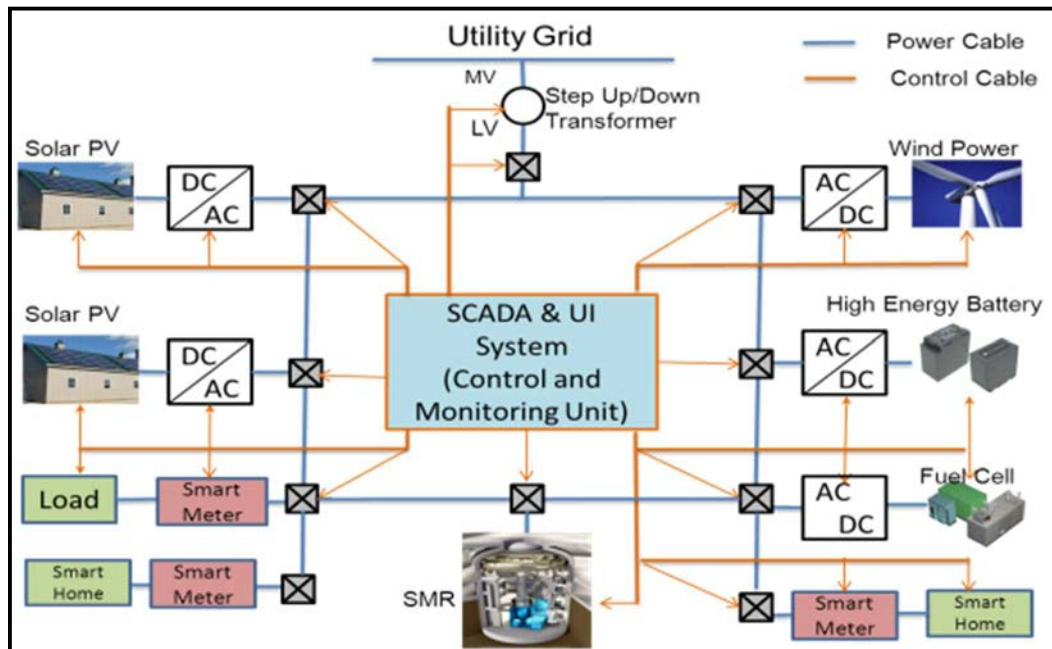 Utility Grid
Power Cable
Control Cable
MV
LV
Step Up/Down
Transformer
Solar PV
DC
AC
Wind Power
AC
DC
Solar PV
DC
AC
SCADA & UI
System
(Control and
Monitoring Unit)
High Energy Battery
AC
DC
Load
Smart
Meter
Fuel Cell
AC
DC
Smart
Home
Smart
Meter
SMR
Smart
Meter
Smart
Home